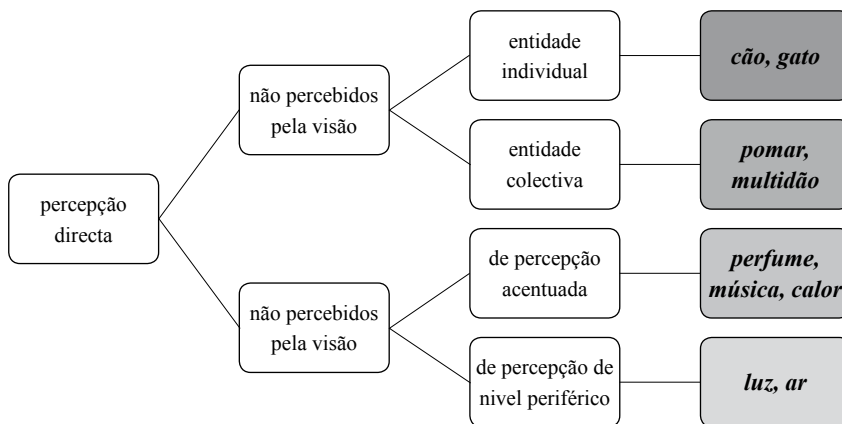 percepção
directa
não percebidos
pela visão
entidade
individual
cão, gato
entidade
colectiva
pomar,
multidão
não percebidos
pela visão
de percepção
acentuada
perfume,
música, calor
de percepção de
nivel periférico
luz, ar